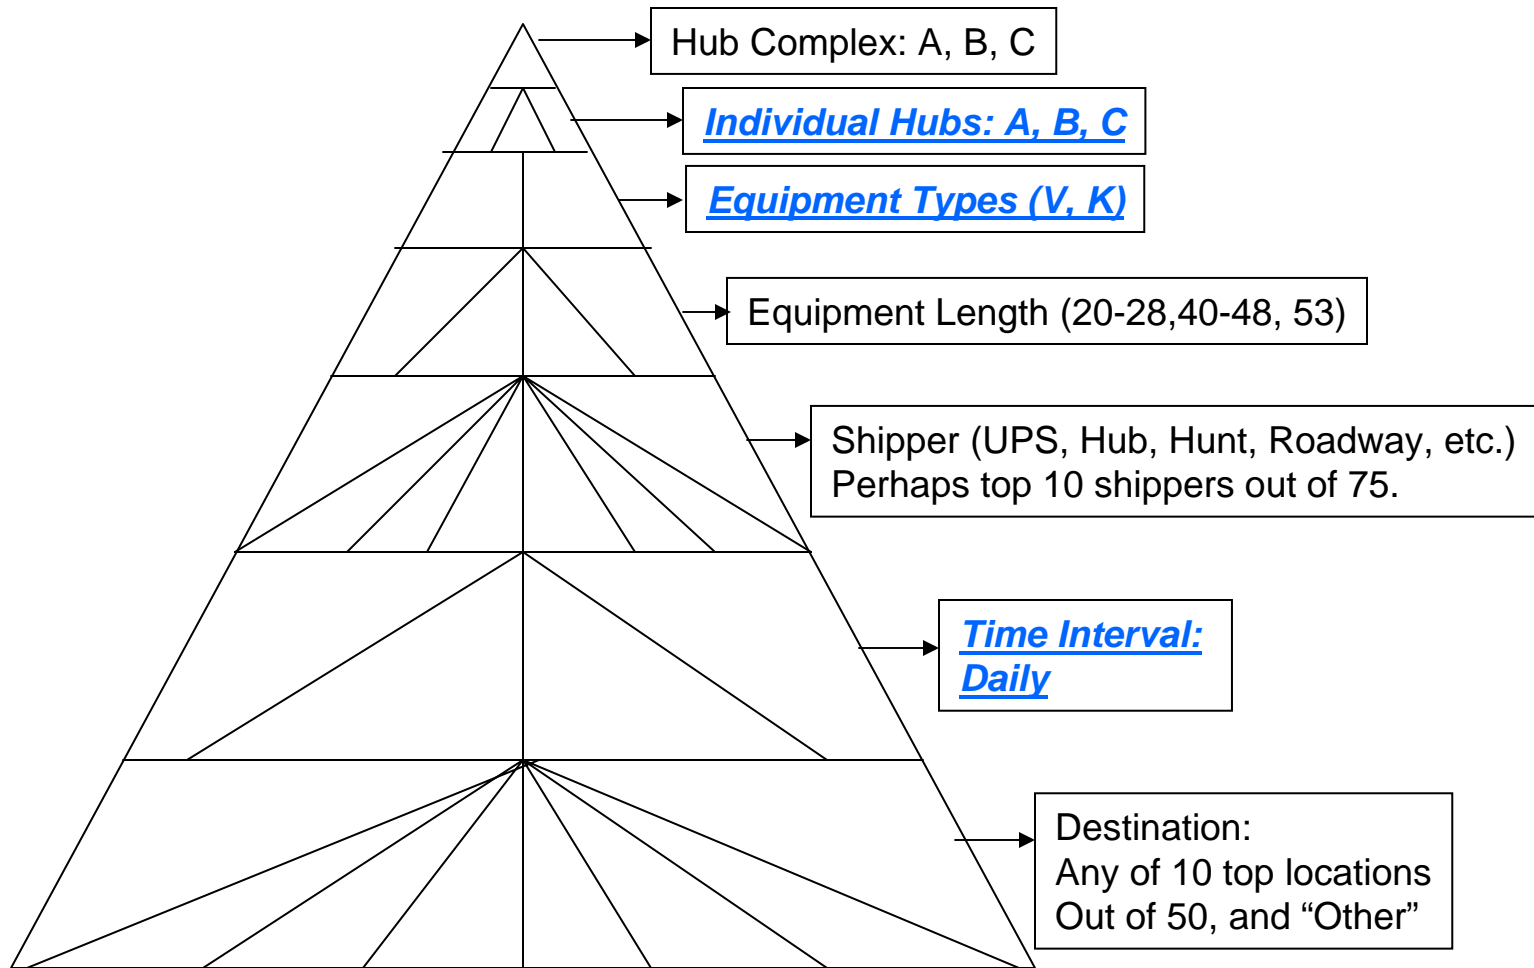 Hub Complex: A, B, C
Individual Hubs: A, B, C
Equipment Types (V, K)
Equipment Length (20-28,40-48, 53)
Shipper (UPS, Hub, Hunt, Roadway, etc.)
Perhaps top 10 shippers out of 75.
Time Interval:
Daily
Destination:
Any of 10 top locations
Out of 50, and “Other”